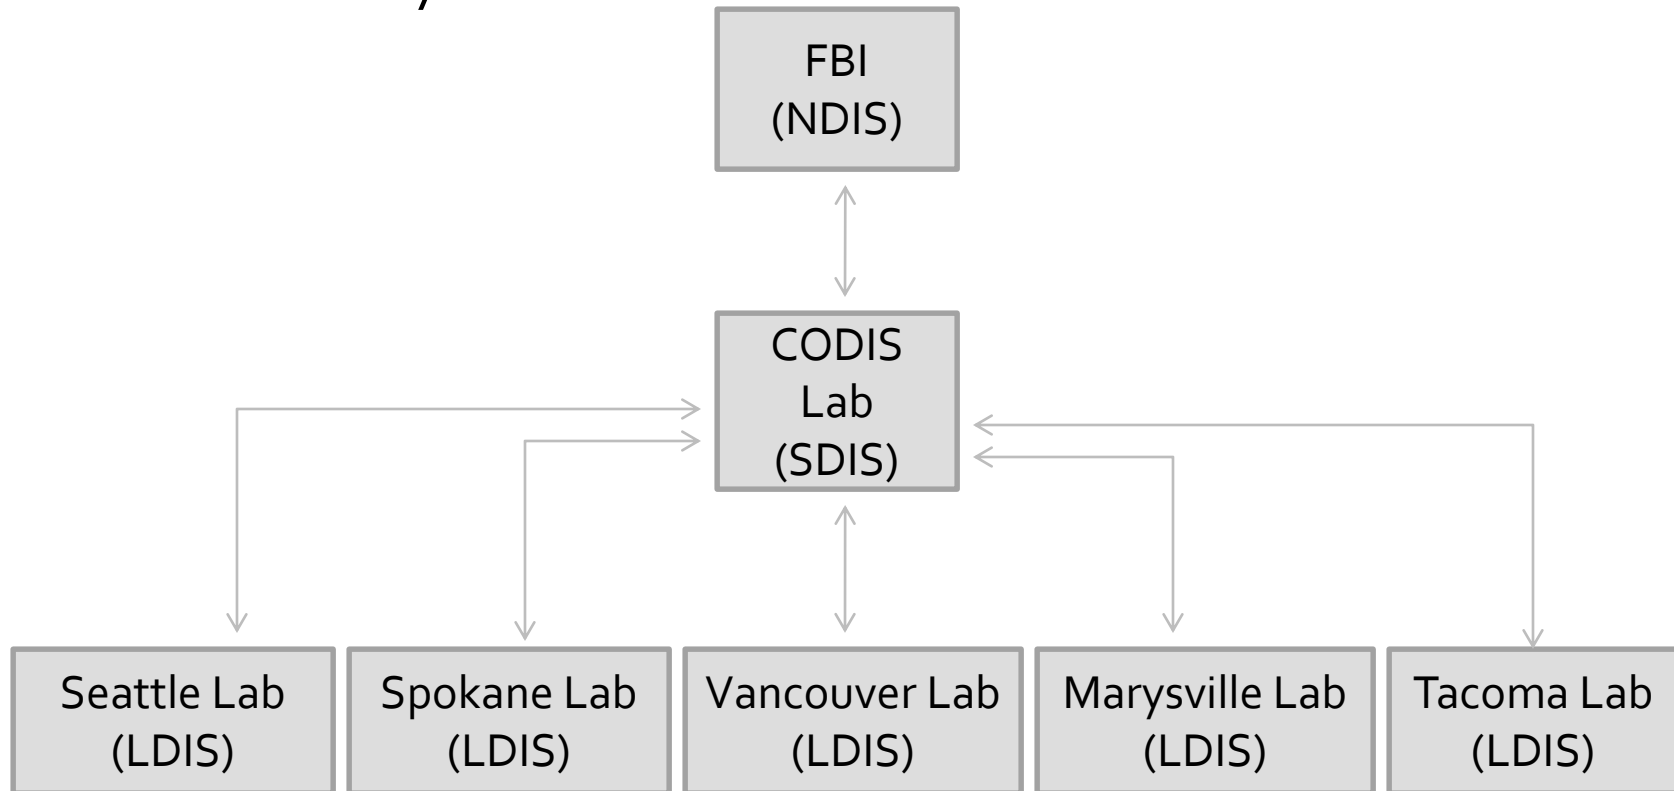 FBI
(NDIS)
CODIS
Lab
(SDIS)
Seattle Lab
(LDIS)
Spokane Lab
(LDIS)
Vancouver Lab
(LDIS)
Marysville Lab
(LDIS)
Tacoma Lab
(LDIS)